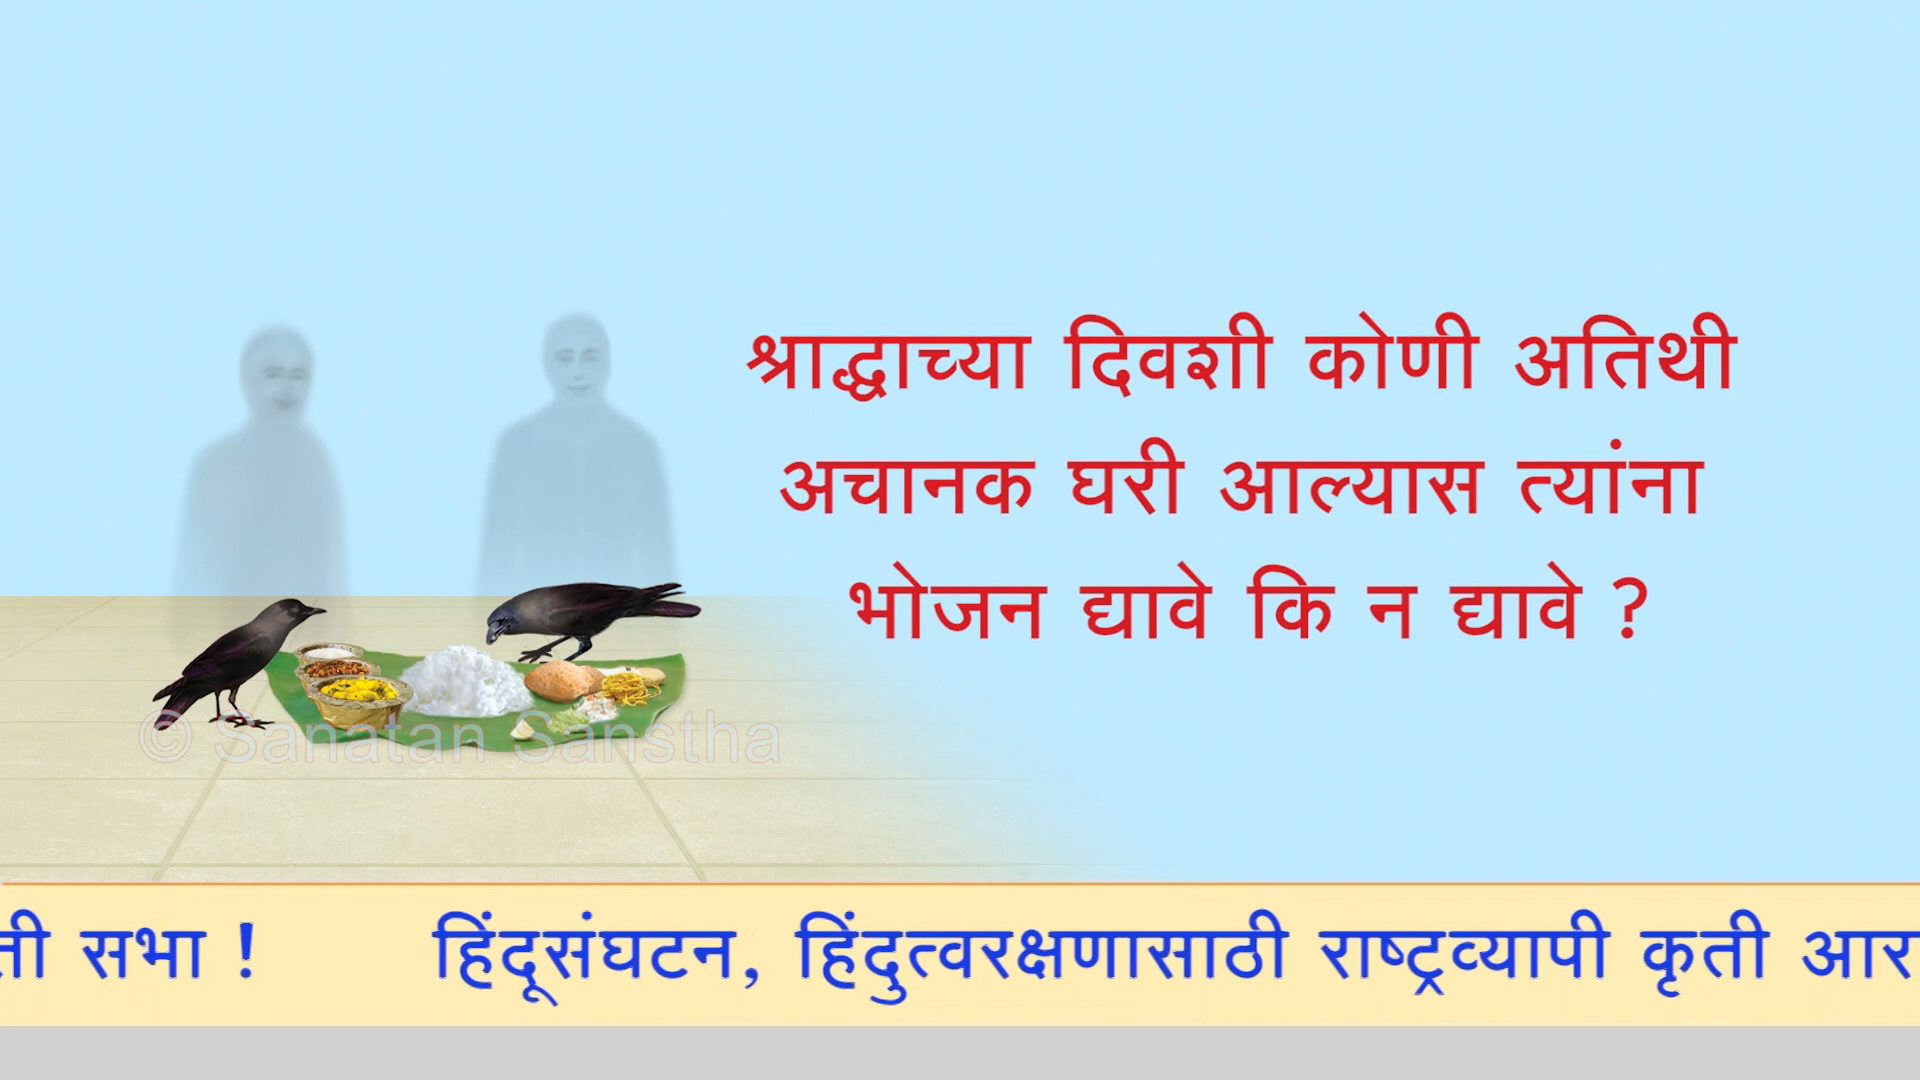 श्राद्धाच्या दिवशी कोणी अतिथी
अचानक घरी आल्यास त्यांना
भोजन द्यावे कि न द्यावे ?
© Sanatan Sanstha
सभा ! हिंदूसंघटन, हिंदुत्वरक्षणासाठी राष्ट्रव्यापी कृती